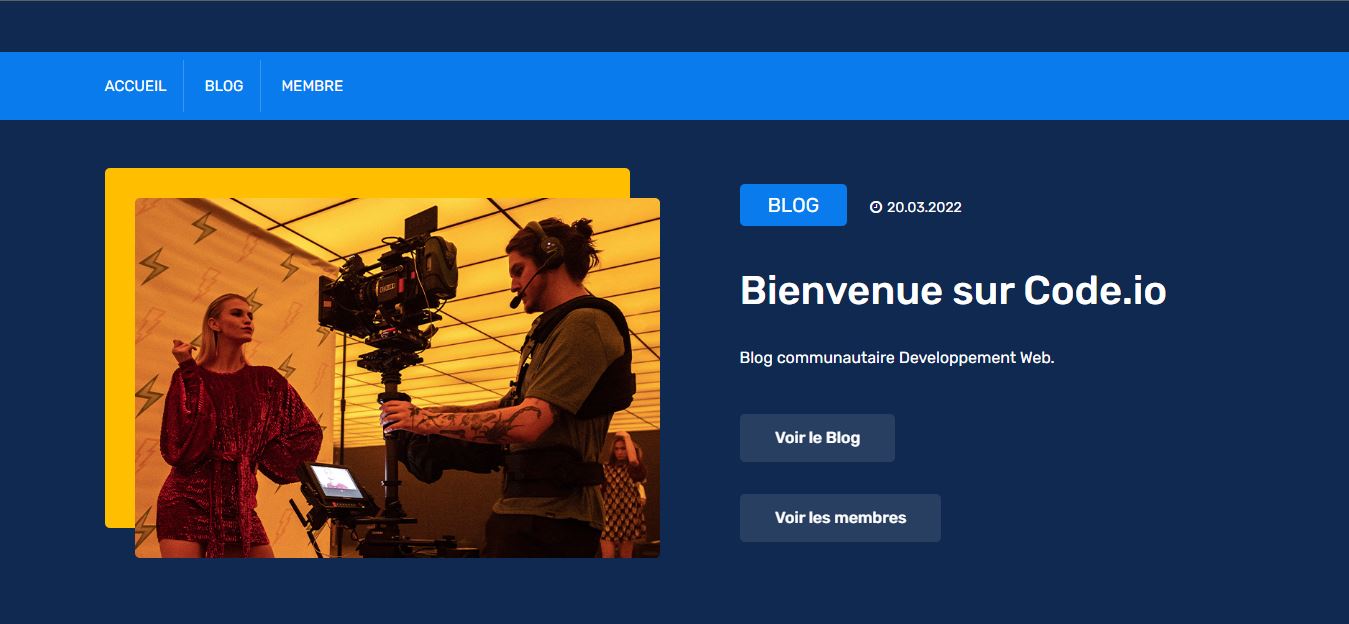 ACCUEIL BLOG MEMBRE
BLOG 20.03.2022
Bienvenue sur Code.io
Blog communautaire Developpement Web.
Voir le Blog
Voir les membres